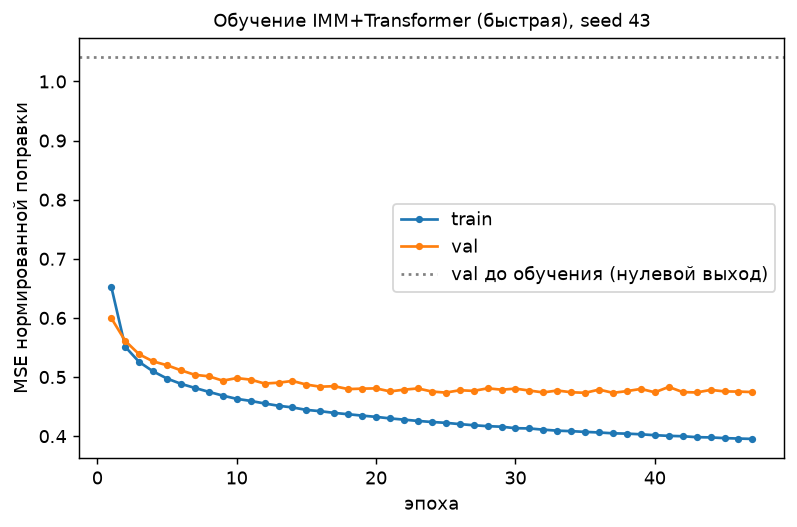 Обучение IMM+Transformer (быстрая), seed 43
MSE нормированной поправки
1.0
0.9
0.8
0.7
0.6
0.5
0.4
train
val
val до обучения (нулевой выход)
0
10
20
30
40
эпоха